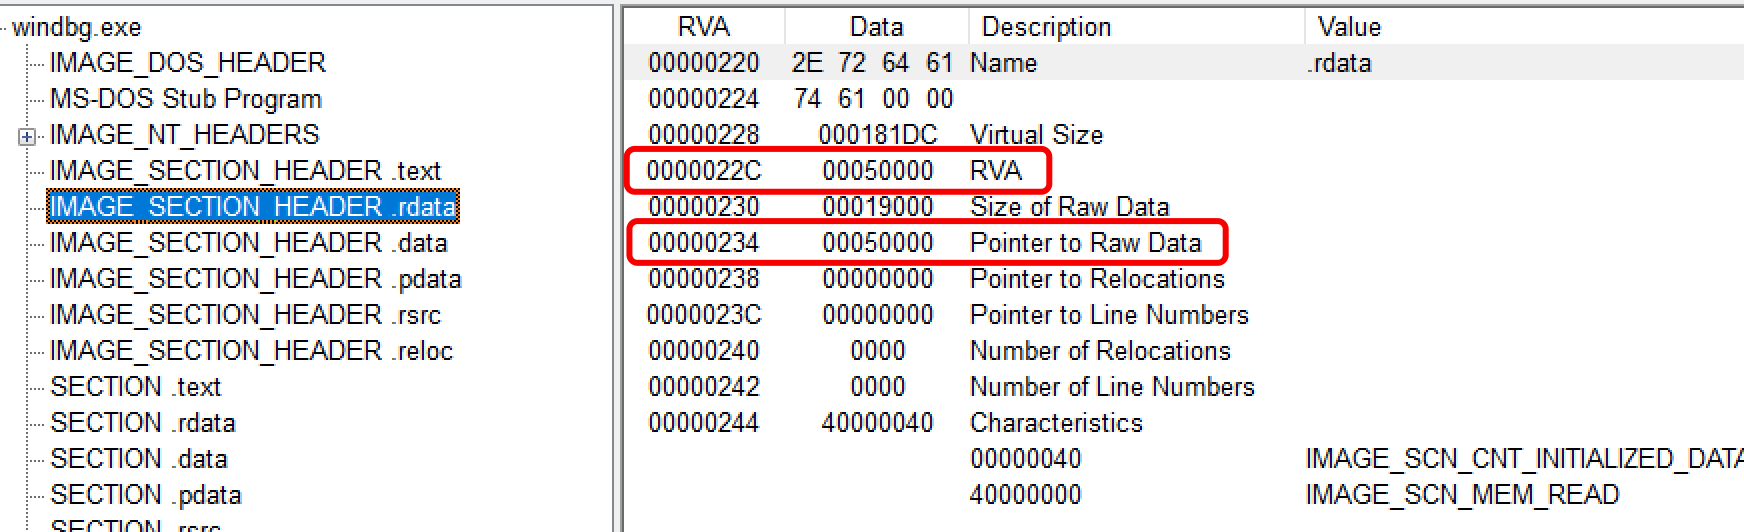 windbg.exe
IMAGE_DOS_HEADER
MS-DOS Stub Program
IMAGE_NT_HEADERS
IMAGE_SECTION_HEADER .text
IMAGE_SECTION_HEADER .rdata
IMAGE_SECTION_HEADER .data
IMAGE_SECTION_HEADER .pdata
IMAGE_SECTION_HEADER .rsrc
IMAGE_SECTION_HEADER .reloc
SECTION .text
SECTION .rdata
SECTION .data
SECTION .pdata
SECTION .rsrc
RVA Data Description Value
00000220 2E 72 64 61 Name .rdata
00000224 74 61 00 00
00000228 000181DC Virtual Size
0000022C 00050000 RVA
00000230 00019000 Size of Raw Data
00000234 00050000 Pointer to Raw Data
00000238 00000000 Pointer to Relocations
0000023C 00000000 Pointer to Line Numbers
00000240 0000 Number of Relocations
00000242 0000 Number of Line Numbers
00000244 40000040 Characteristics
00000040 IMAGE_SCN_CNT_INITIALIZED_DATA
40000000 IMAGE_SCN_MEM_READ